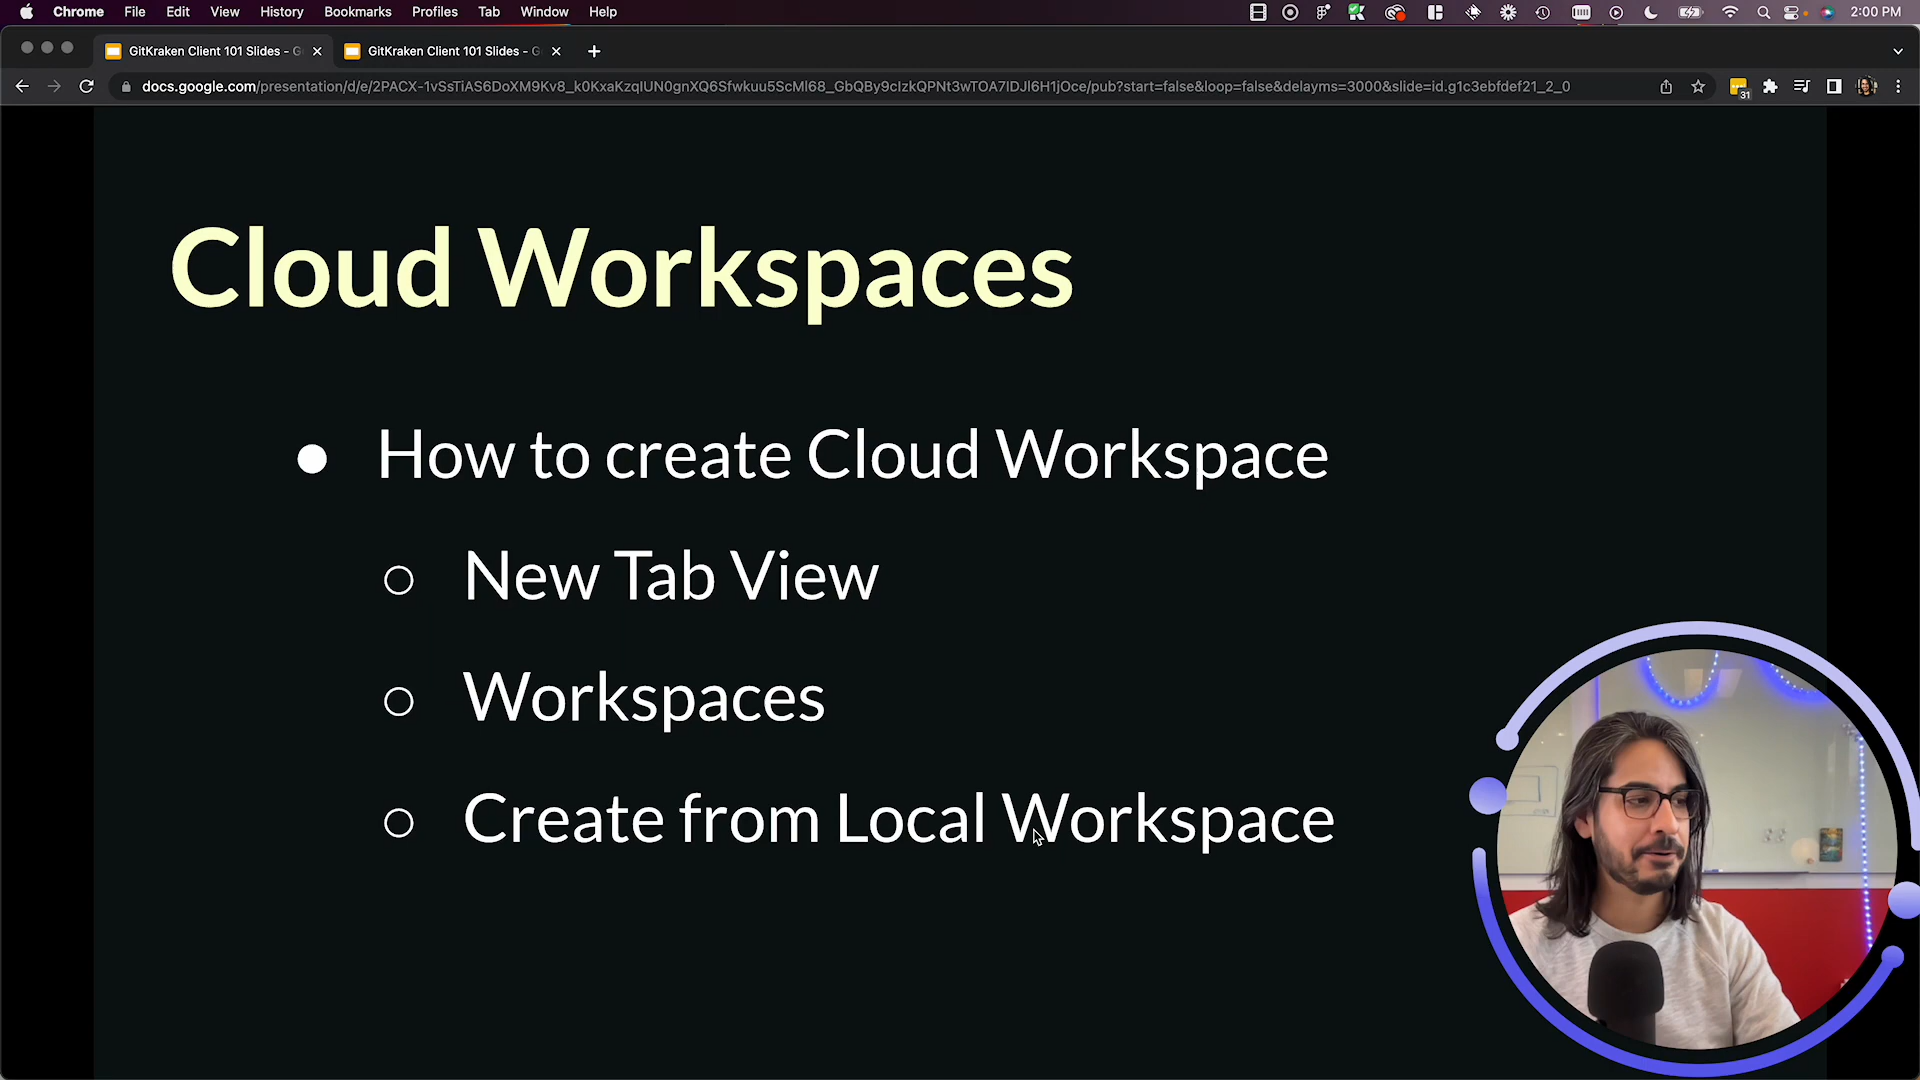 Chrome File Edit View History Bookmarks Profiles Tab Window Help 2:00 PM
GitKraken Client 101 Slides - G GitKraken Client 101 Slides - G
docs.google.com/presentation/d/e/2PACX-1vSsTiAS6DoXM9Kv8_k0KxaKzqIUN0gnXQ6Sfwkuu5ScMl68_GbQBy9cIzkQPNt3wTOA7IDJl6H1jOce/pub?start=false&loop=false&delayms=3000&slide=id.g1c3ebfdef21_2_0
31
Cloud Workspaces
● How to create Cloud Workspace
○ New Tab View
○ Workspaces
○ Create from Local Workspace